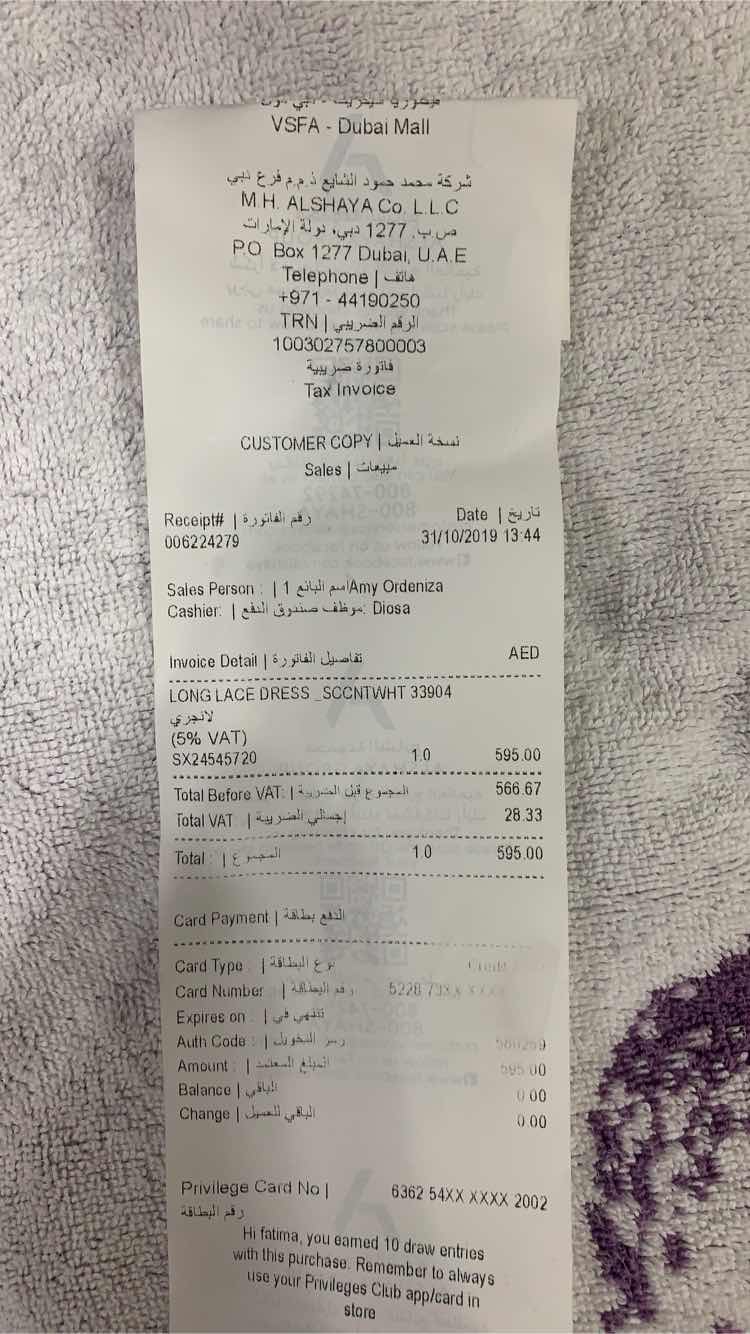 VSFA - Dubai Mall
شركة محمد حمود الشايع ذ.م.م فرع دبي
M.H. ALSHAYA Co. L.L.C
ص.ب. 1277 دبي، دولة الإمارات
P.O Box 1277 Dubai, U.A.E
Telephone | هاتف
+971 - 44190250
TRN | الرقم الضريبي
100302757800003
فاتورة ضريبية
Tax Invoice
CUSTOMER COPY | نسخة العميل
Sales | مبيعات
Receipt# | رقم الفاتورة Date | تاريخ
006224279 31/10/2019 13:44
Sales Person : | 1 اسم البائع|Amy Ordeniza
Cashier: | موظف صندوق الدفع: Diosa
Invoice Detail | تفاصيل الفاتورة AED
LONG LACE DRESS _SCCNTWHT 33904
لانجري
(5% VAT)
SX24545720 1.0 595.00
Total Before VAT: | المجموع قبل الضريبة 566.67
Total VAT | إجمالي الضريبة 28.33
Total : | المجموع 1.0 595.00
Card Payment | الدفع بطاقة
Card Type : | نوع البطاقة Credit
Card Number | رقم البطاقة 5228 73XX XXXX
Expires on : | تنتهي في
Auth Code : | رمز التخويل
Amount : | المبلغ المعتمد 595.00
Balance | الباقي 0.00
Change | الباقي للعميل 0.00
Privilege Card No | 6362 54XX XXXX 2002
رقم البطاقة
Hi fatima, you earned 10 draw entries
with this purchase. Remember to always
use your Privileges Club app/card in
store